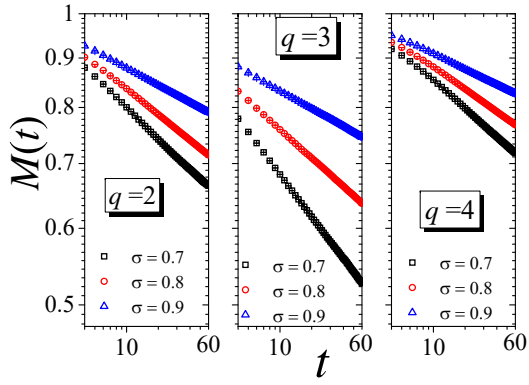 M(t)
1
0.9
0.8
0.7
0.6
0.5
q =2
σ = 0.7
σ = 0.8
σ = 0.9
10
60
q =3
σ = 0.7
σ = 0.8
σ = 0.9
10
60
q =4
σ = 0.7
σ = 0.8
σ = 0.9
10
60
t